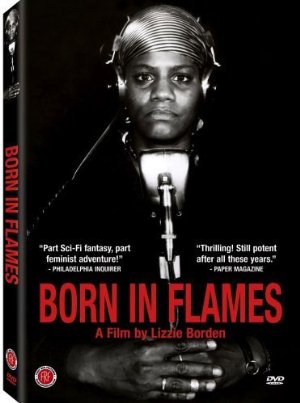 BORN IN FLAMES
"Part Sci-Fi fantasy, part
feminist adventure!"
- PHILADELPHIA INQUIRER
"Thrilling! Still potent
after all these years."
- PAPER MAGAZINE
BORN IN FLAMES
A Film by Lizzie Borden
DVD